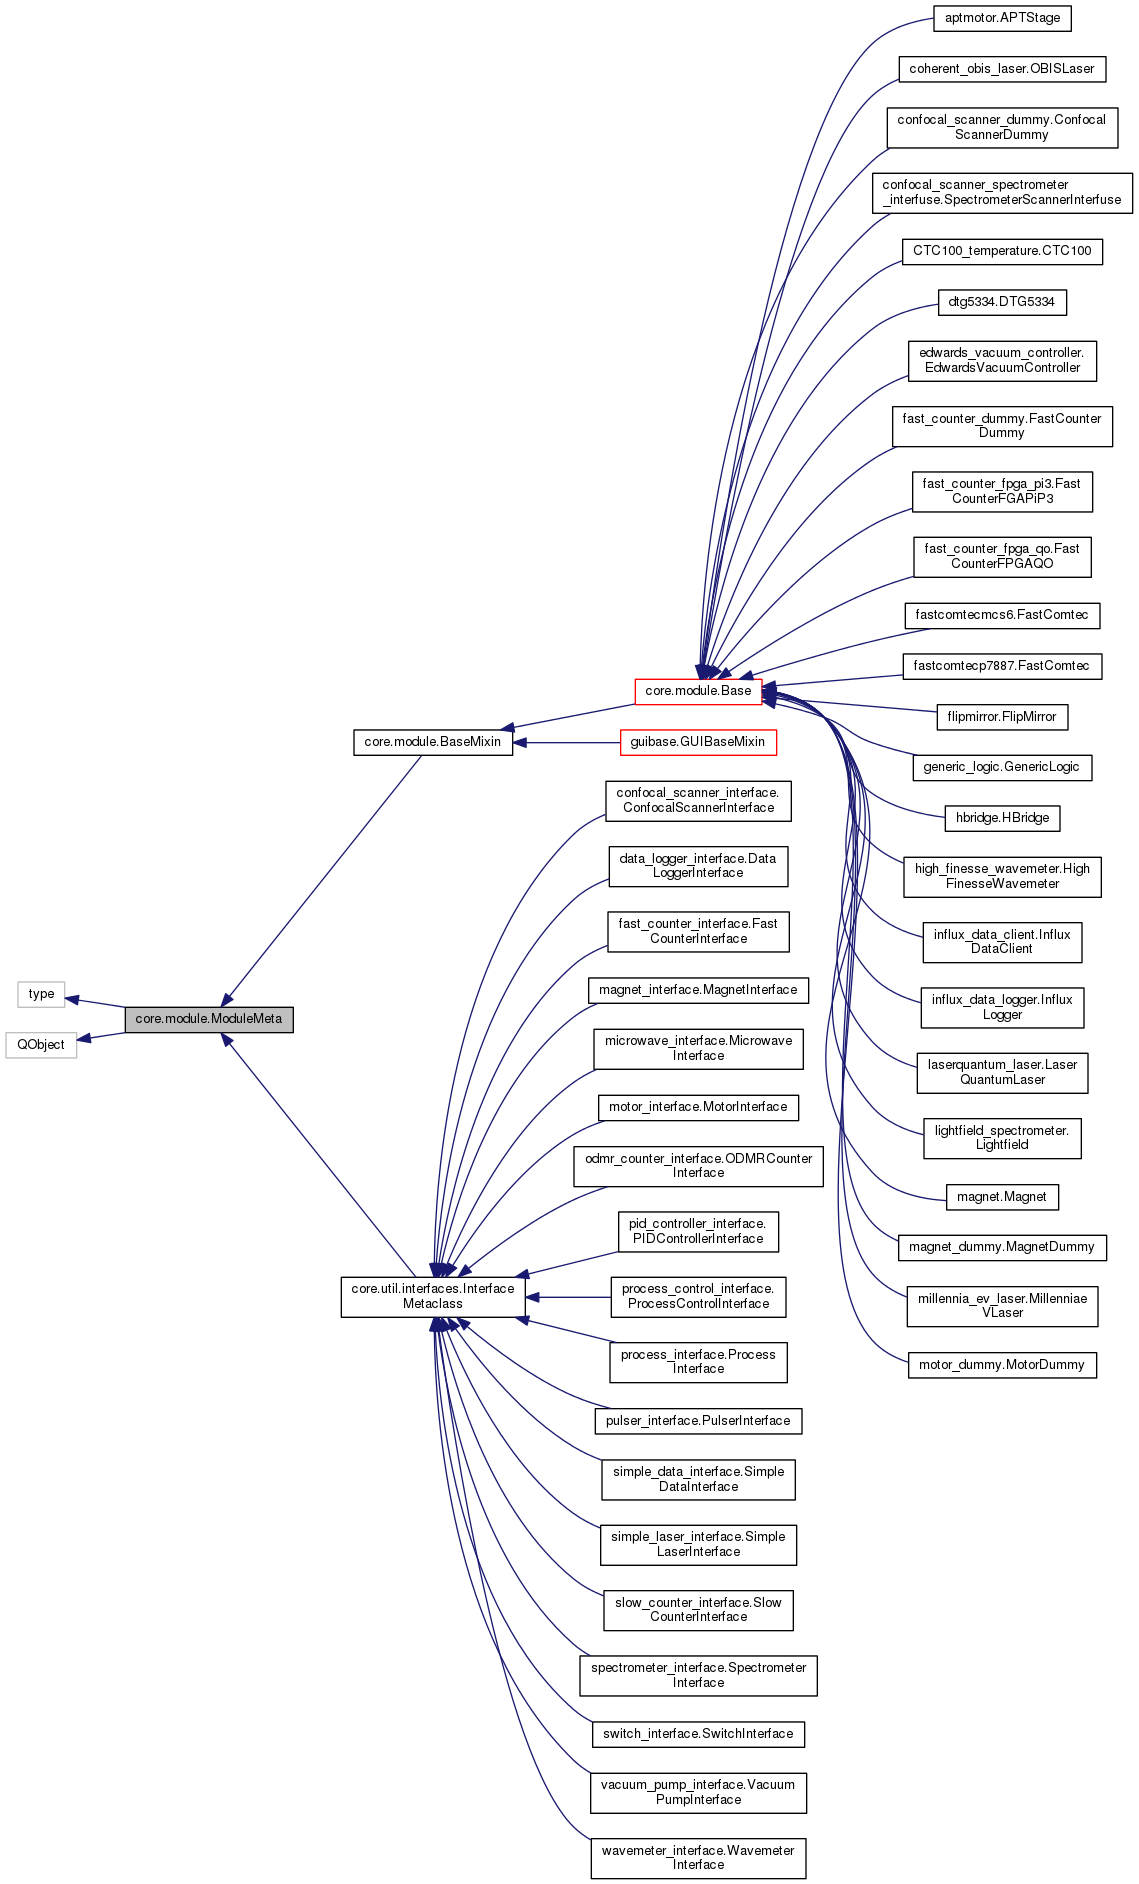 aptmotor.APTStage
coherent_obis_laser.OBISLaser
confocal_scanner_dummy.Confocal
ScannerDummy
confocal_scanner_spectrometer
_interfuse.SpectrometerScannerInterfuse
CTC100_temperature.CTC100
dtg5334.DTG5334
edwards_vacuum_controller.
EdwardsVacuumController
fast_counter_dummy.FastCounter
Dummy
fast_counter_fpga_pi3.Fast
CounterFGAPiP3
fast_counter_fpga_qo.Fast
CounterFPGAQO
fastcomtecmcs6.FastComtec
fastcomtecp7887.FastComtec
core.module.Base
flipmirror.FlipMirror
core.module.BaseMixin
guibase.GUIBaseMixin
generic_logic.GenericLogic
confocal_scanner_interface.
ConfocalScannerInterface
hbridge.HBridge
data_logger_interface.Data
LoggerInterface
high_finesse_wavemeter.High
FinesseWavemeter
fast_counter_interface.Fast
CounterInterface
influx_data_client.Influx
DataClient
type
magnet_interface.MagnetInterface
influx_data_logger.Influx
Logger
core.module.ModuleMeta
QObject
microwave_interface.Microwave
Interface
laserquantum_laser.Laser
QuantumLaser
motor_interface.MotorInterface
lightfield_spectrometer.
Lightfield
odmr_counter_interface.ODMRCounter
Interface
magnet.Magnet
pid_controller_interface.
PIDControllerInterface
magnet_dummy.MagnetDummy
core.util.interfaces.Interface
Metaclass
process_control_interface.
ProcessControlInterface
millennia_ev_laser.Millenniae
VLaser
process_interface.Process
Interface
motor_dummy.MotorDummy
pulser_interface.PulserInterface
simple_data_interface.Simple
DataInterface
simple_laser_interface.Simple
LaserInterface
slow_counter_interface.Slow
CounterInterface
spectrometer_interface.Spectrometer
Interface
switch_interface.SwitchInterface
vacuum_pump_interface.Vacuum
PumpInterface
wavemeter_interface.Wavemeter
Interface